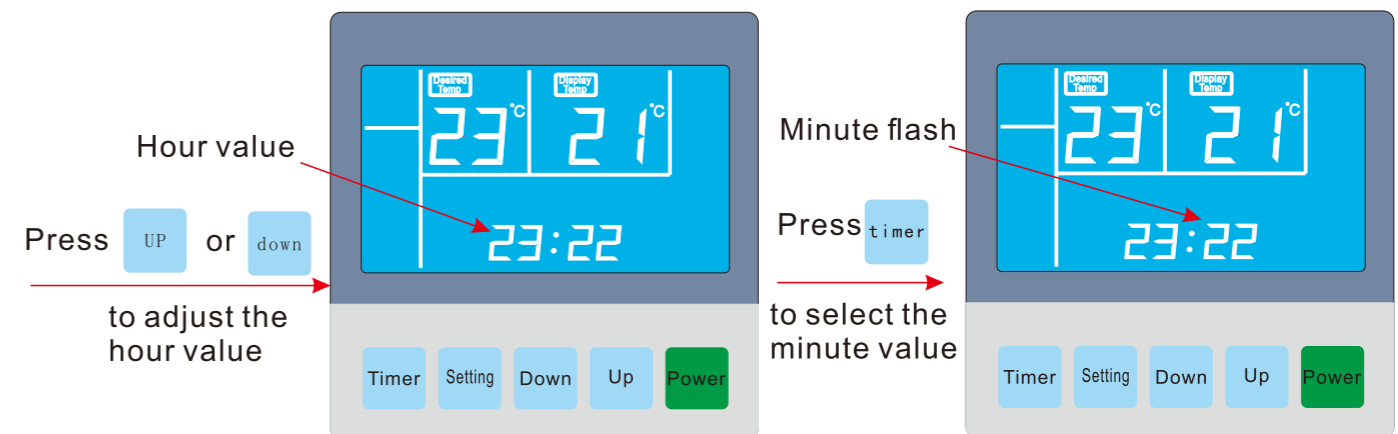 Hour value
Press UP or down
to adjust the
hour value
Desired
Temp
Display
Temp
23°C
21°C
23:22
Timer Setting Down Up Power
Minute flash
Press timer
to select the
minute value
Desired
Temp
Display
Temp
23°C
21°C
23:22
Timer Setting Down Up Power